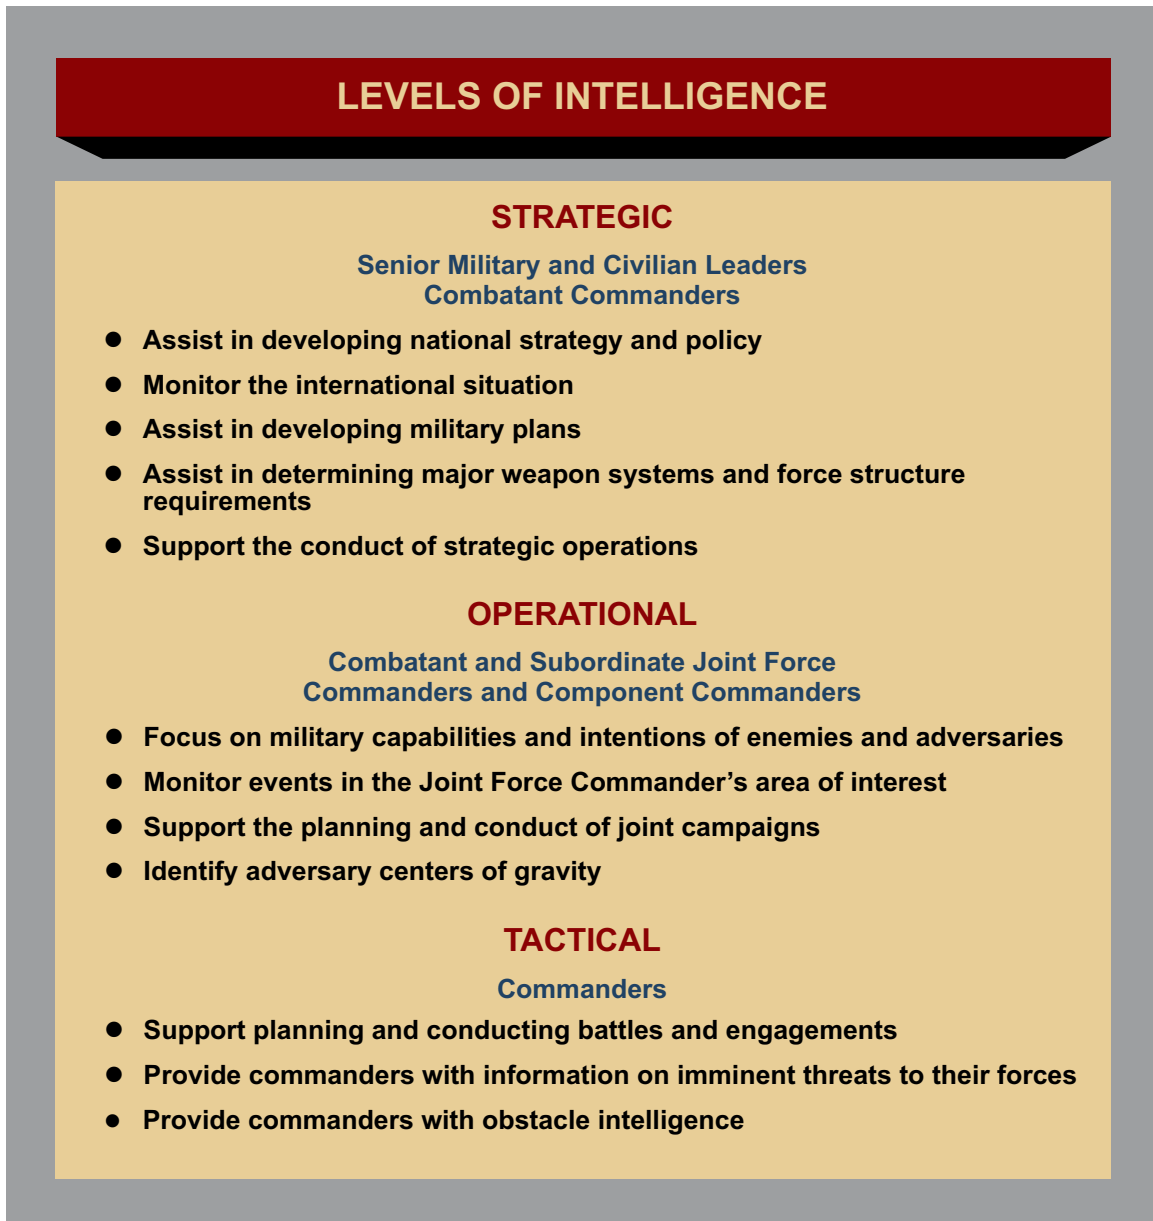 LEVELS OF INTELLIGENCE
STRATEGIC
Senior Military and Civilian Leaders
Combatant Commanders
● Assist in developing national strategy and policy
● Monitor the international situation
● Assist in developing military plans
● Assist in determining major weapon systems and force structure
requirements
● Support the conduct of strategic operations
OPERATIONAL
Combatant and Subordinate Joint Force
Commanders and Component Commanders
● Focus on military capabilities and intentions of enemies and adversaries
● Monitor events in the Joint Force Commander’s area of interest
● Support the planning and conduct of joint campaigns
● Identify adversary centers of gravity
TACTICAL
Commanders
● Support planning and conducting battles and engagements
● Provide commanders with information on imminent threats to their forces
● Provide commanders with obstacle intelligence